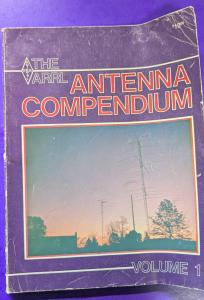 THE
ARRL
ANTENNA
COMPENDIUM
VOLUME 1